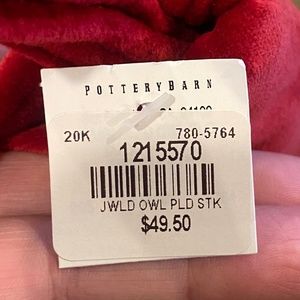 POTTERYBARN
20K 780-5764
1215570
JWLD OWL PLD STK
$49.50